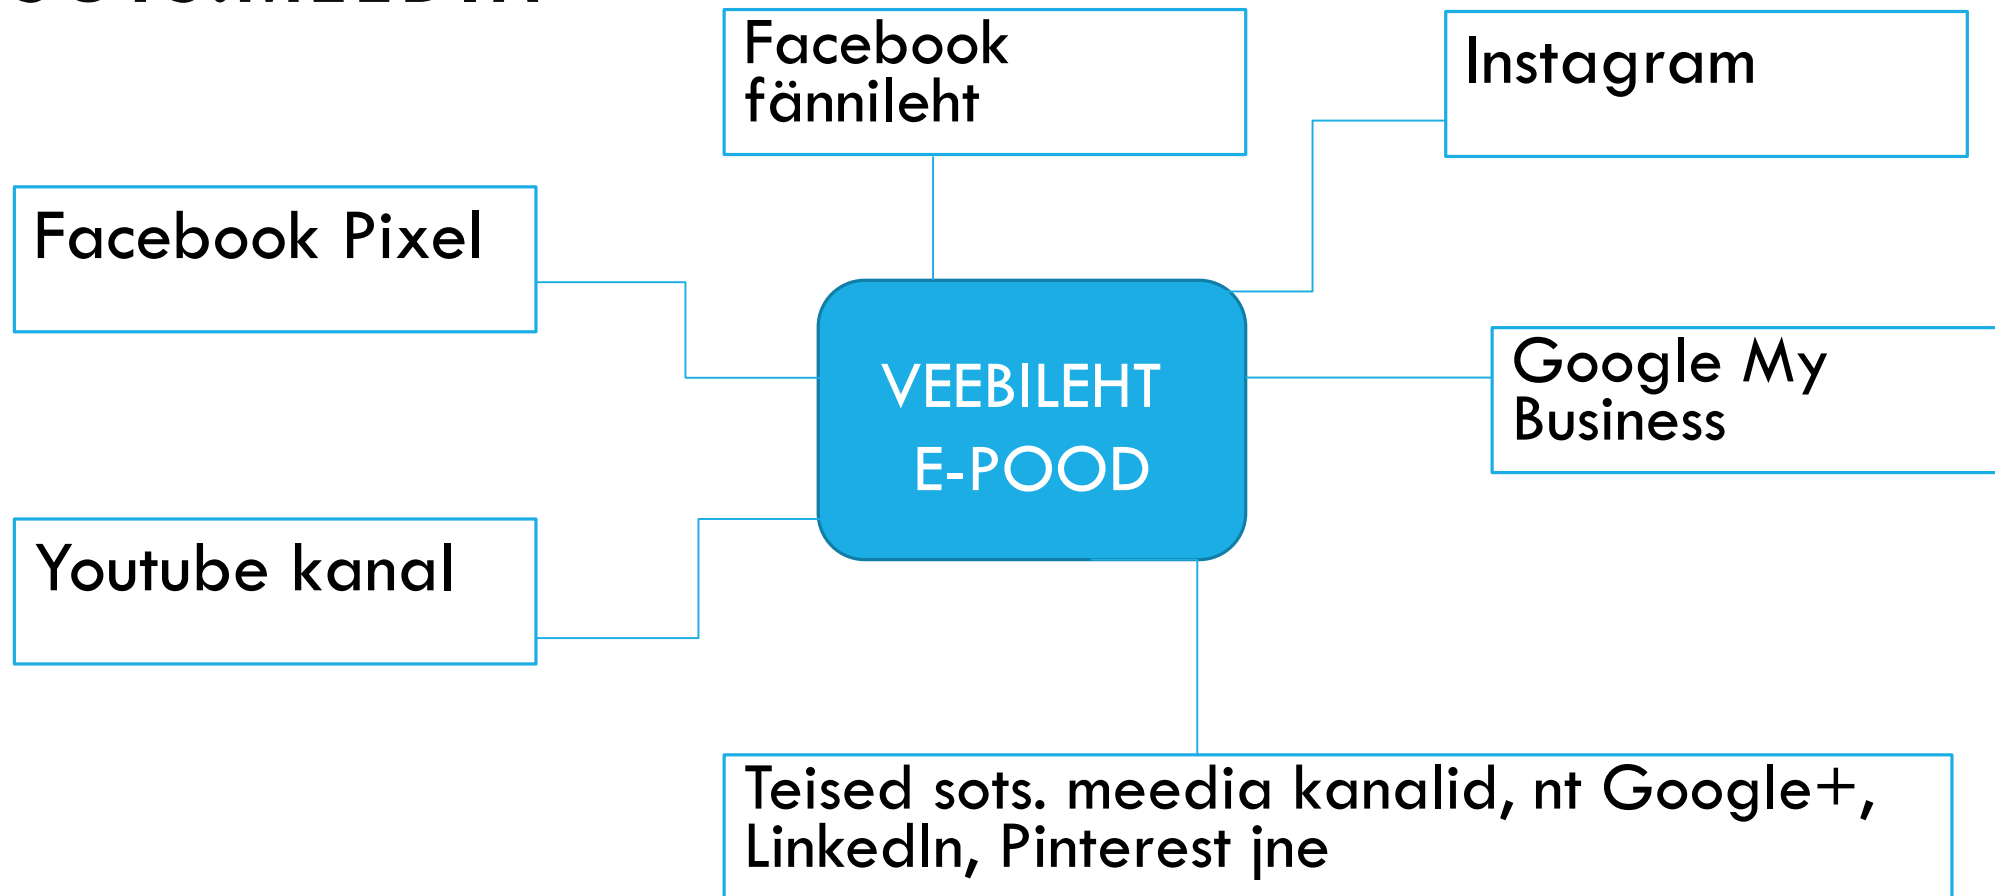 Facebook
fännileht
Instagram
Facebook Pixel
VEEBILEHT
E-POOD
Google My
Business
Youtube kanal
Teised sots. meedia kanalid, nt Google+,
LinkedIn, Pinterest jne